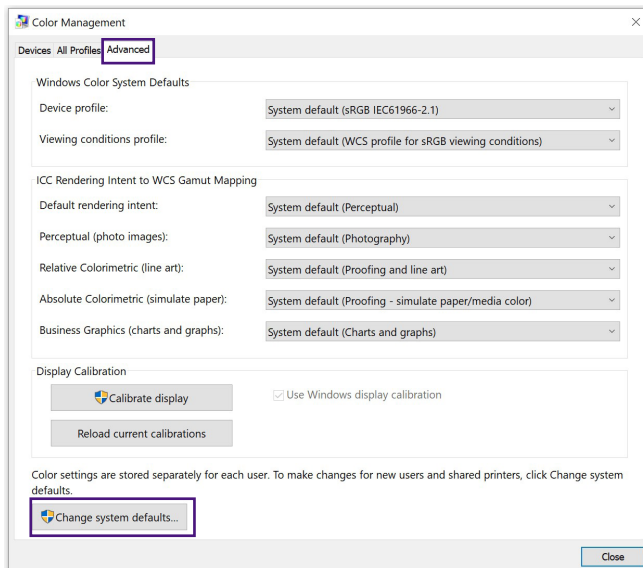 Color Management
Devices All Profiles Advanced
Windows Color System Defaults
Device profile: System default (sRGB IEC61966-2.1)
Viewing conditions profile: System default (WCS profile for sRGB viewing conditions)
ICC Rendering Intent to WCS Gamut Mapping
Default rendering intent: System default (Perceptual)
Perceptual (photo images): System default (Photography)
Relative Colorimetric (line art): System default (Proofing and line art)
Absolute Colorimetric (simulate paper): System default (Proofing - simulate paper/media color)
Business Graphics (charts and graphs): System default (Charts and graphs)
Display Calibration
Calibrate display Use Windows display calibration
Reload current calibrations
Color settings are stored separately for each user. To make changes for new users and shared printers, click Change system
defaults.
Change system defaults...
Close